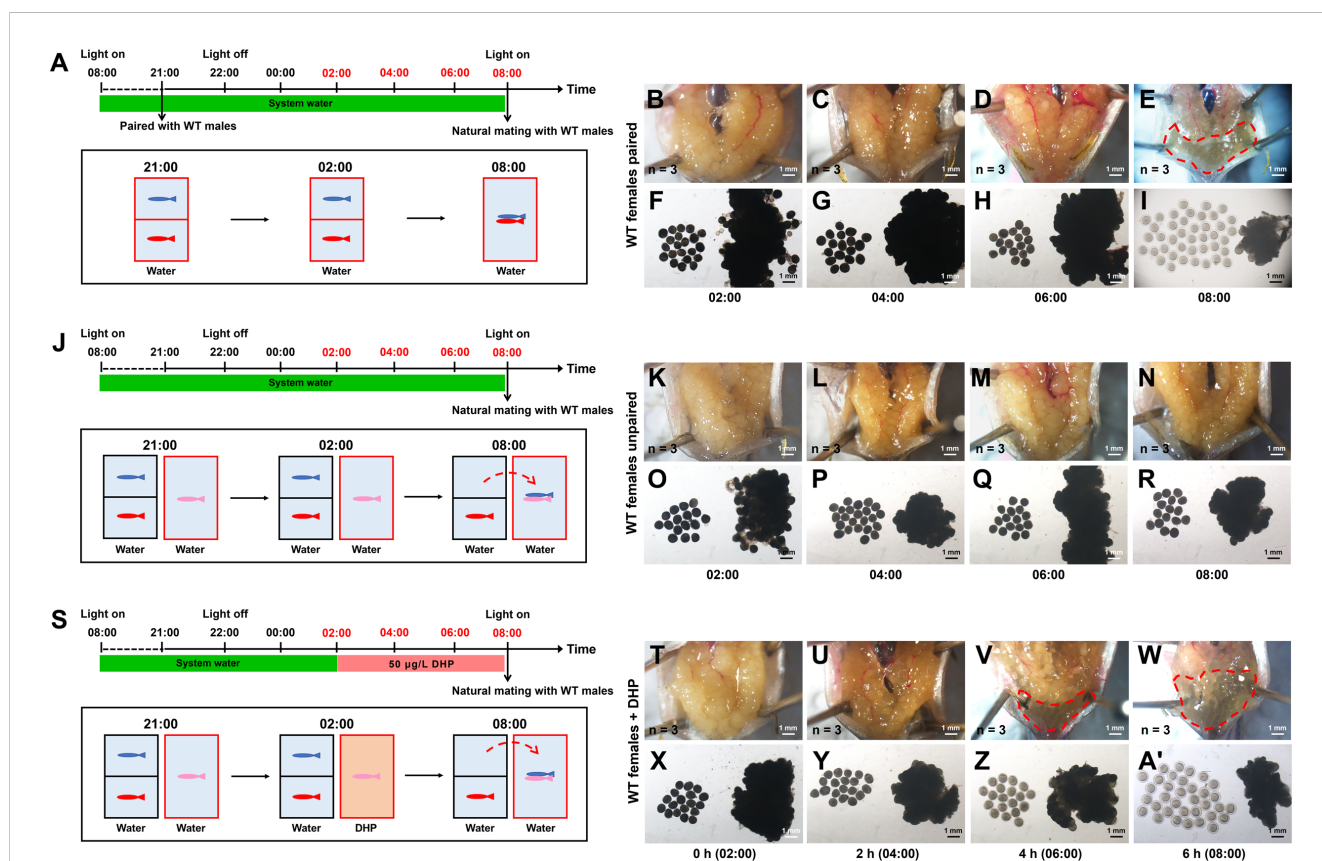 A
Light on Light off Light on
08:00 21:00 22:00 00:00 02:00 04:00 06:00 08:00
Time
System water
Paired with WT males
Natural mating with WT males
21:00 02:00 08:00
Water Water Water
WT females paired
B C D E
n = 3 n = 3 n = 3 n = 3
1 mm 1 mm 1 mm 1 mm
F G H I
1 mm 1 mm 1 mm 1 mm
02:00 04:00 06:00 08:00
J
Light on Light off Light on
08:00 21:00 22:00 00:00 02:00 04:00 06:00 08:00
Time
System water
Natural mating with WT males
21:00 02:00 08:00
Water Water Water Water Water Water
WT females unpaired
K L M N
n = 3 n = 3 n = 3 n = 3
1 mm 1 mm 1 mm 1 mm
O P Q R
1 mm 1 mm 1 mm 1 mm
02:00 04:00 06:00 08:00
S
Light on Light off Light on
08:00 21:00 22:00 00:00 02:00 04:00 06:00 08:00
Time
System water 50 μg/L DHP
Natural mating with WT males
21:00 02:00 08:00
Water Water Water DHP Water Water
WT females + DHP
T U V W
n = 3 n = 3 n = 3 n = 3
1 mm 1 mm 1 mm 1 mm
X Y Z A'
1 mm 1 mm 1 mm 1 mm
0 h (02:00) 2 h (04:00) 4 h (06:00) 6 h (08:00)